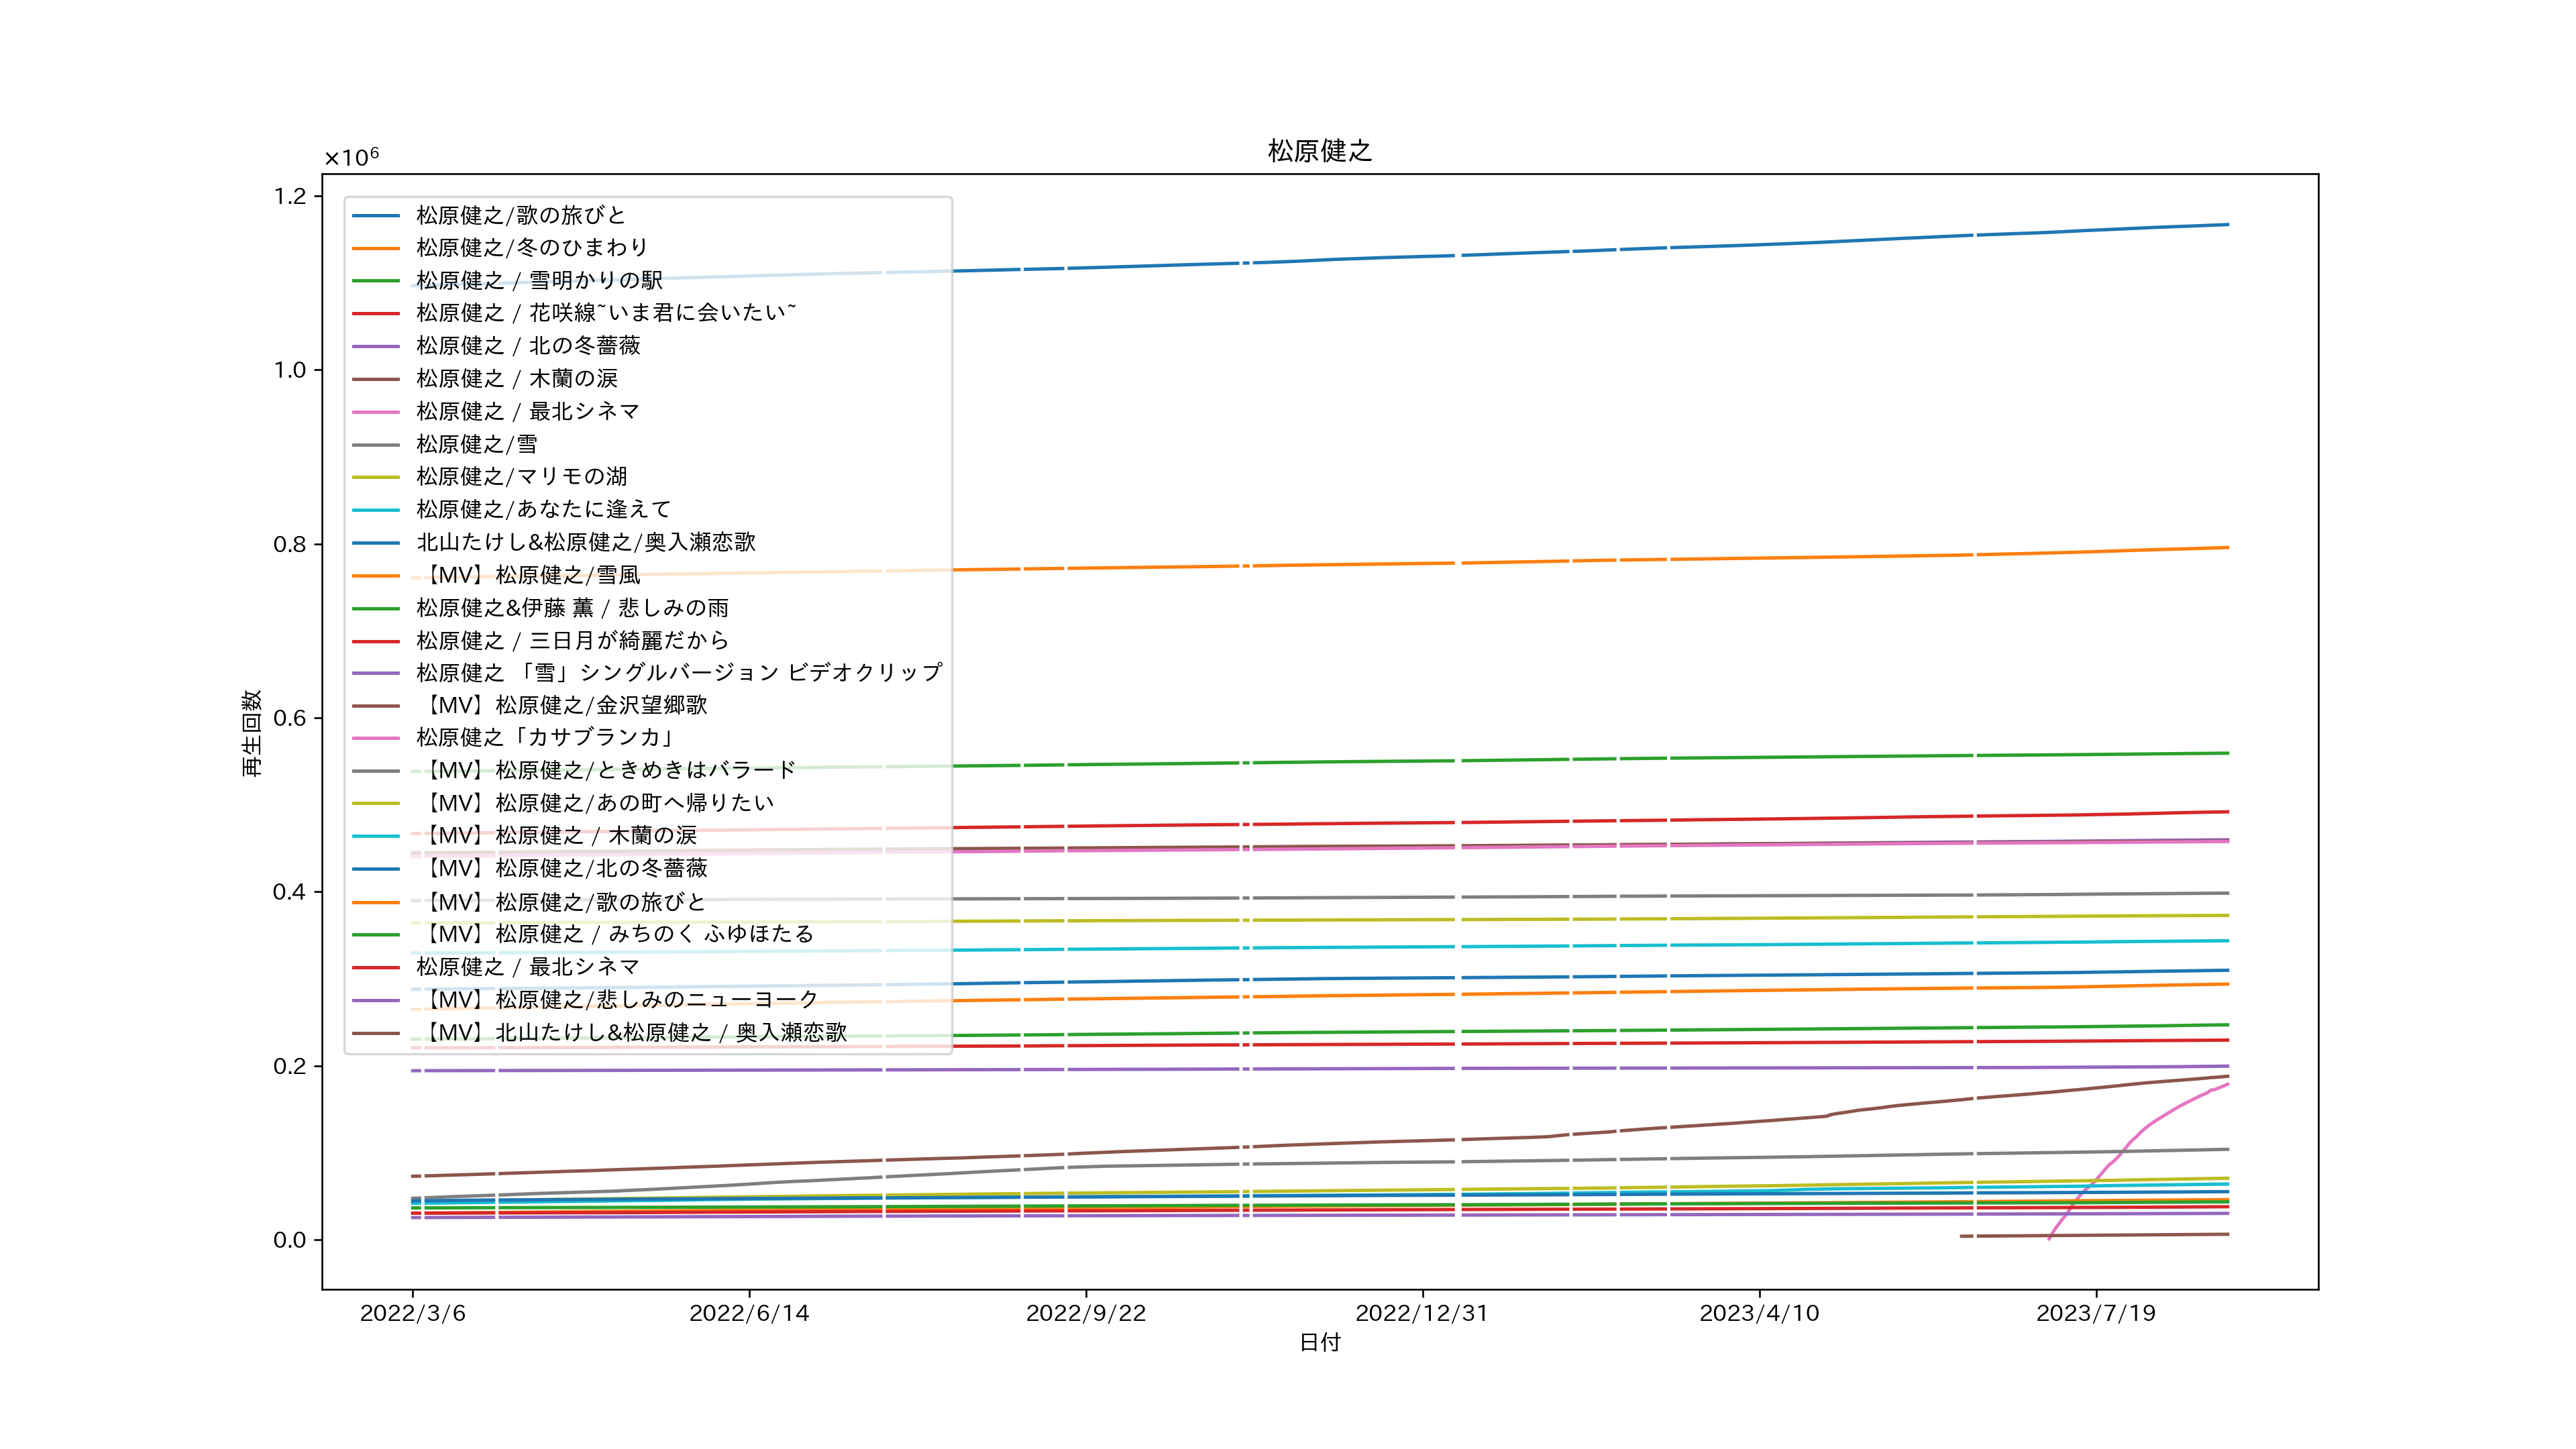 松原健之
×10⁶
1.2
1.0
0.8
0.6
0.4
0.2
0.0
再生回数
松原健之/歌の旅びと
松原健之/冬のひまわり
松原健之 / 雪明かりの駅
松原健之 / 花咲線~いま君に会いたい~
松原健之 / 北の冬薔薇
松原健之 / 木蘭の涙
松原健之 / 最北シネマ
松原健之/雪
松原健之/マリモの湖
松原健之/あなたに逢えて
北山たけし&松原健之/奥入瀬恋歌
【MV】松原健之/雪風
松原健之&伊藤 薫 / 悲しみの雨
松原健之 / 三日月が綺麗だから
松原健之 「雪」シングルバージョン ビデオクリップ
【MV】松原健之/金沢望郷歌
松原健之「カサブランカ」
【MV】松原健之/ときめきはバラード
【MV】松原健之/あの町へ帰りたい
【MV】松原健之 / 木蘭の涙
【MV】松原健之/北の冬薔薇
【MV】松原健之/歌の旅びと
【MV】松原健之 / みちのく ふゆほたる
松原健之 / 最北シネマ
【MV】松原健之/悲しみのニューヨーク
【MV】北山たけし&松原健之 / 奥入瀬恋歌
2022/3/6
2022/6/14
2022/9/22
2022/12/31
2023/4/10
2023/7/19
日付